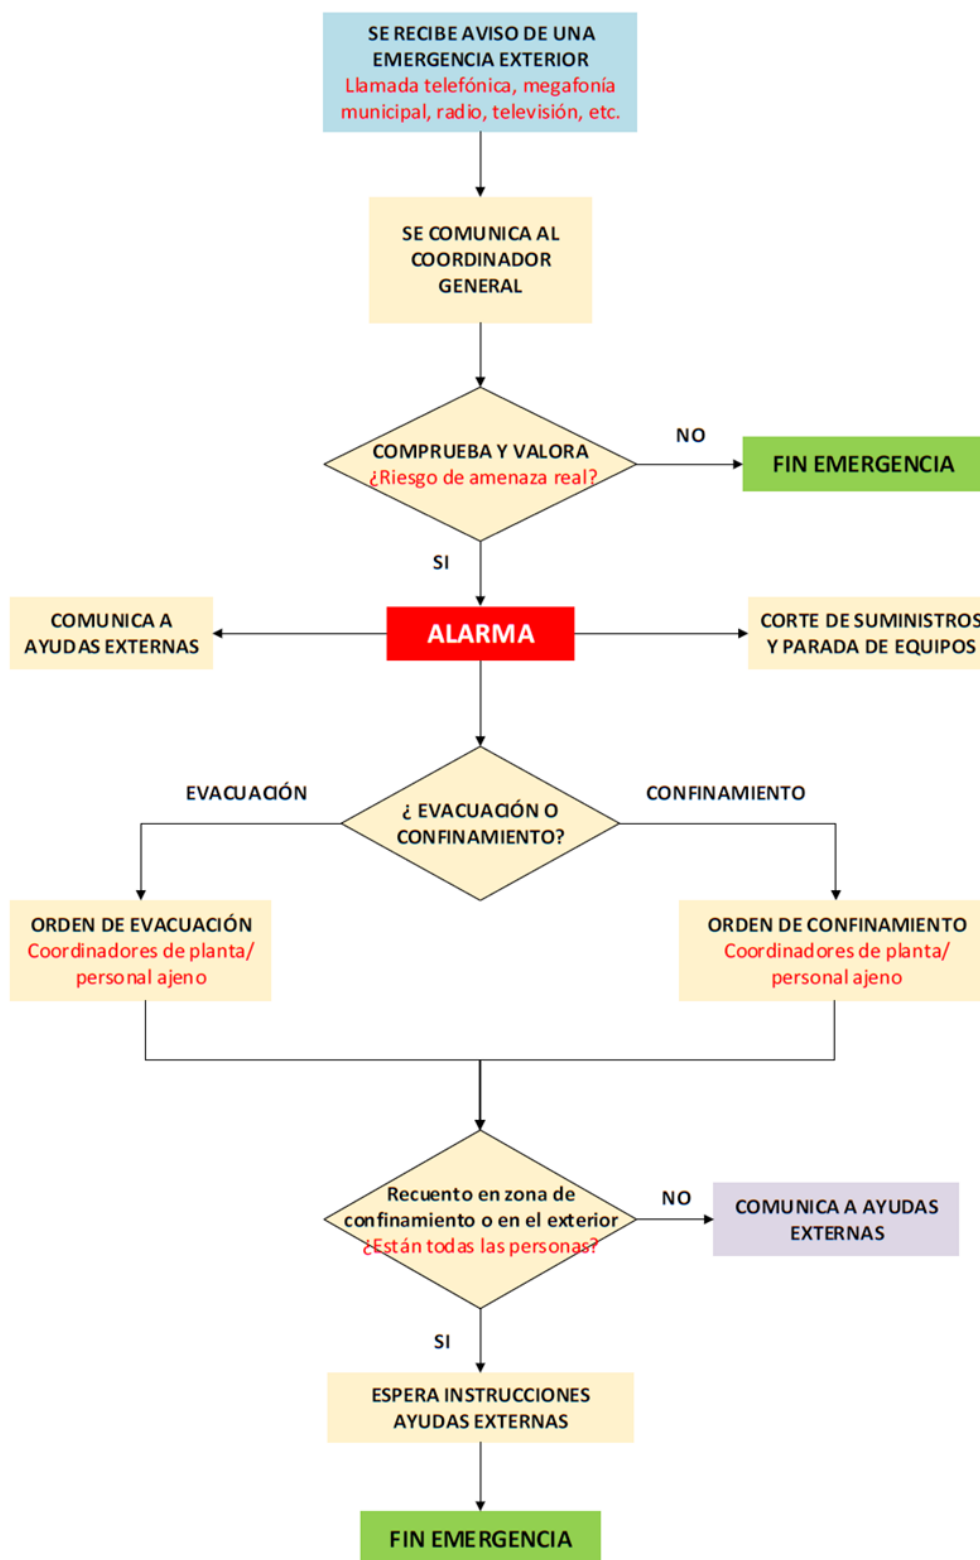 SE RECIBE AVISO DE UNA
EMERGENCIA EXTERIOR
Llamada telefónica, megafonía
municipal, radio, televisión, etc.
SE COMUNICA AL
COORDINADOR
GENERAL
COMPRUEBA Y VALORA
¿Riesgo de amenaza real?
NO
FIN EMERGENCIA
SI
COMUNICA A
AYUDAS EXTERNAS
ALARMA
CORTE DE SUMINISTROS
Y PARADA DE EQUIPOS
EVACUACIÓN
¿ EVACUACIÓN O
CONFINAMIENTO?
CONFINAMIENTO
ORDEN DE EVACUACIÓN
Coordinadores de planta/
personal ajeno
ORDEN DE CONFINAMIENTO
Coordinadores de planta/
personal ajeno
Recuento en zona de
confinamiento o en el exterior
¿Están todas las personas?
NO
COMUNICA A AYUDAS
EXTERNAS
SI
ESPERA INSTRUCCIONES
AYUDAS EXTERNAS
FIN EMERGENCIA